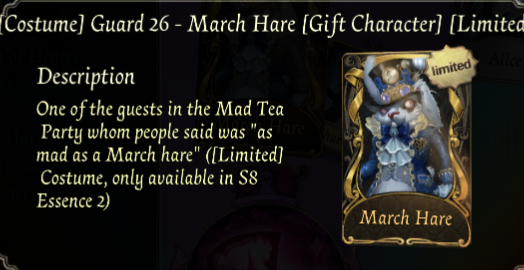 [Costume] Guard 26 - March Hare [Gift Character] [Limited
Description
One of the guests in the Mad Tea
Party whom people said was "as
mad as a March hare" ([Limited]
Costume, only available in S8
Essence 2)
limited
March Hare